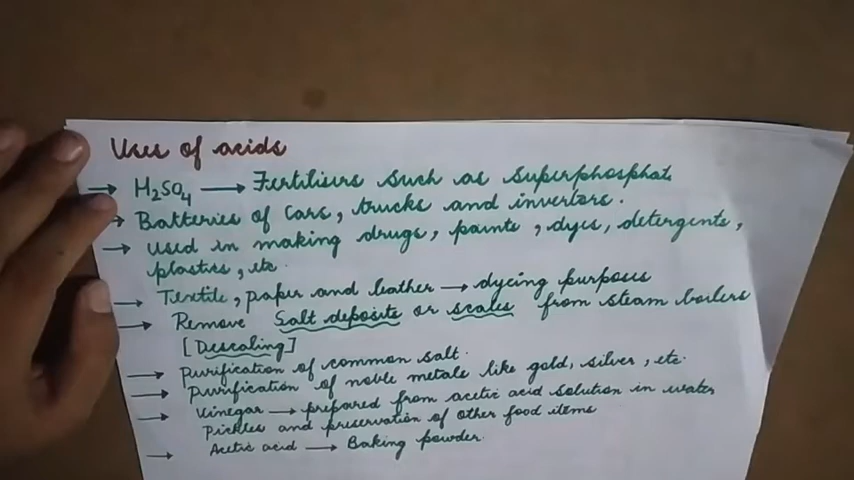 Uses of acids
→ H₂SO₄ → Fertilisers such as superphosphate
→ Batteries of cars, trucks and invertors.
→ used in making drugs, paints, dyes, detergents,
plastics, etc.
→ Textile, paper and leather → dyeing purposes
→ Remove Salt deposits or scales from steam boilers
[Descaling]
→ purification of common salt.
→ purification of noble metals like gold, silver, etc.
→ Vinegar → prepared from acetic acid solution in water
Pickles and preservation of other food items
→ Acetic acid → Baking powder.